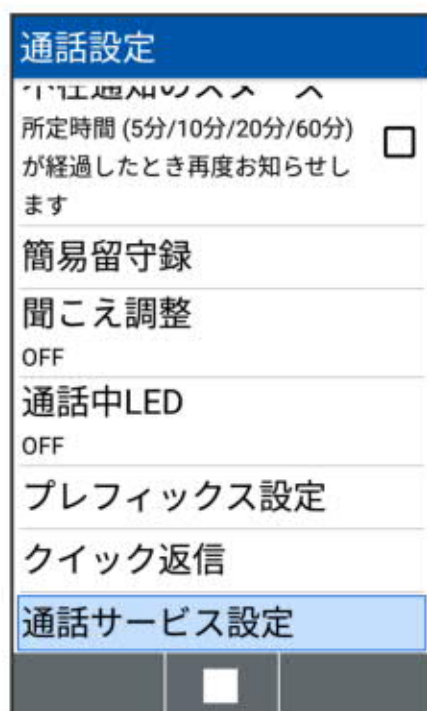 通話設定
所定時間 (5分/10分/20分/60分)
が経過したとき再度お知らせし
ます
簡易留守録
聞こえ調整
OFF
通話中LED
OFF
プレフィックス設定
クイック返信
通話サービス設定